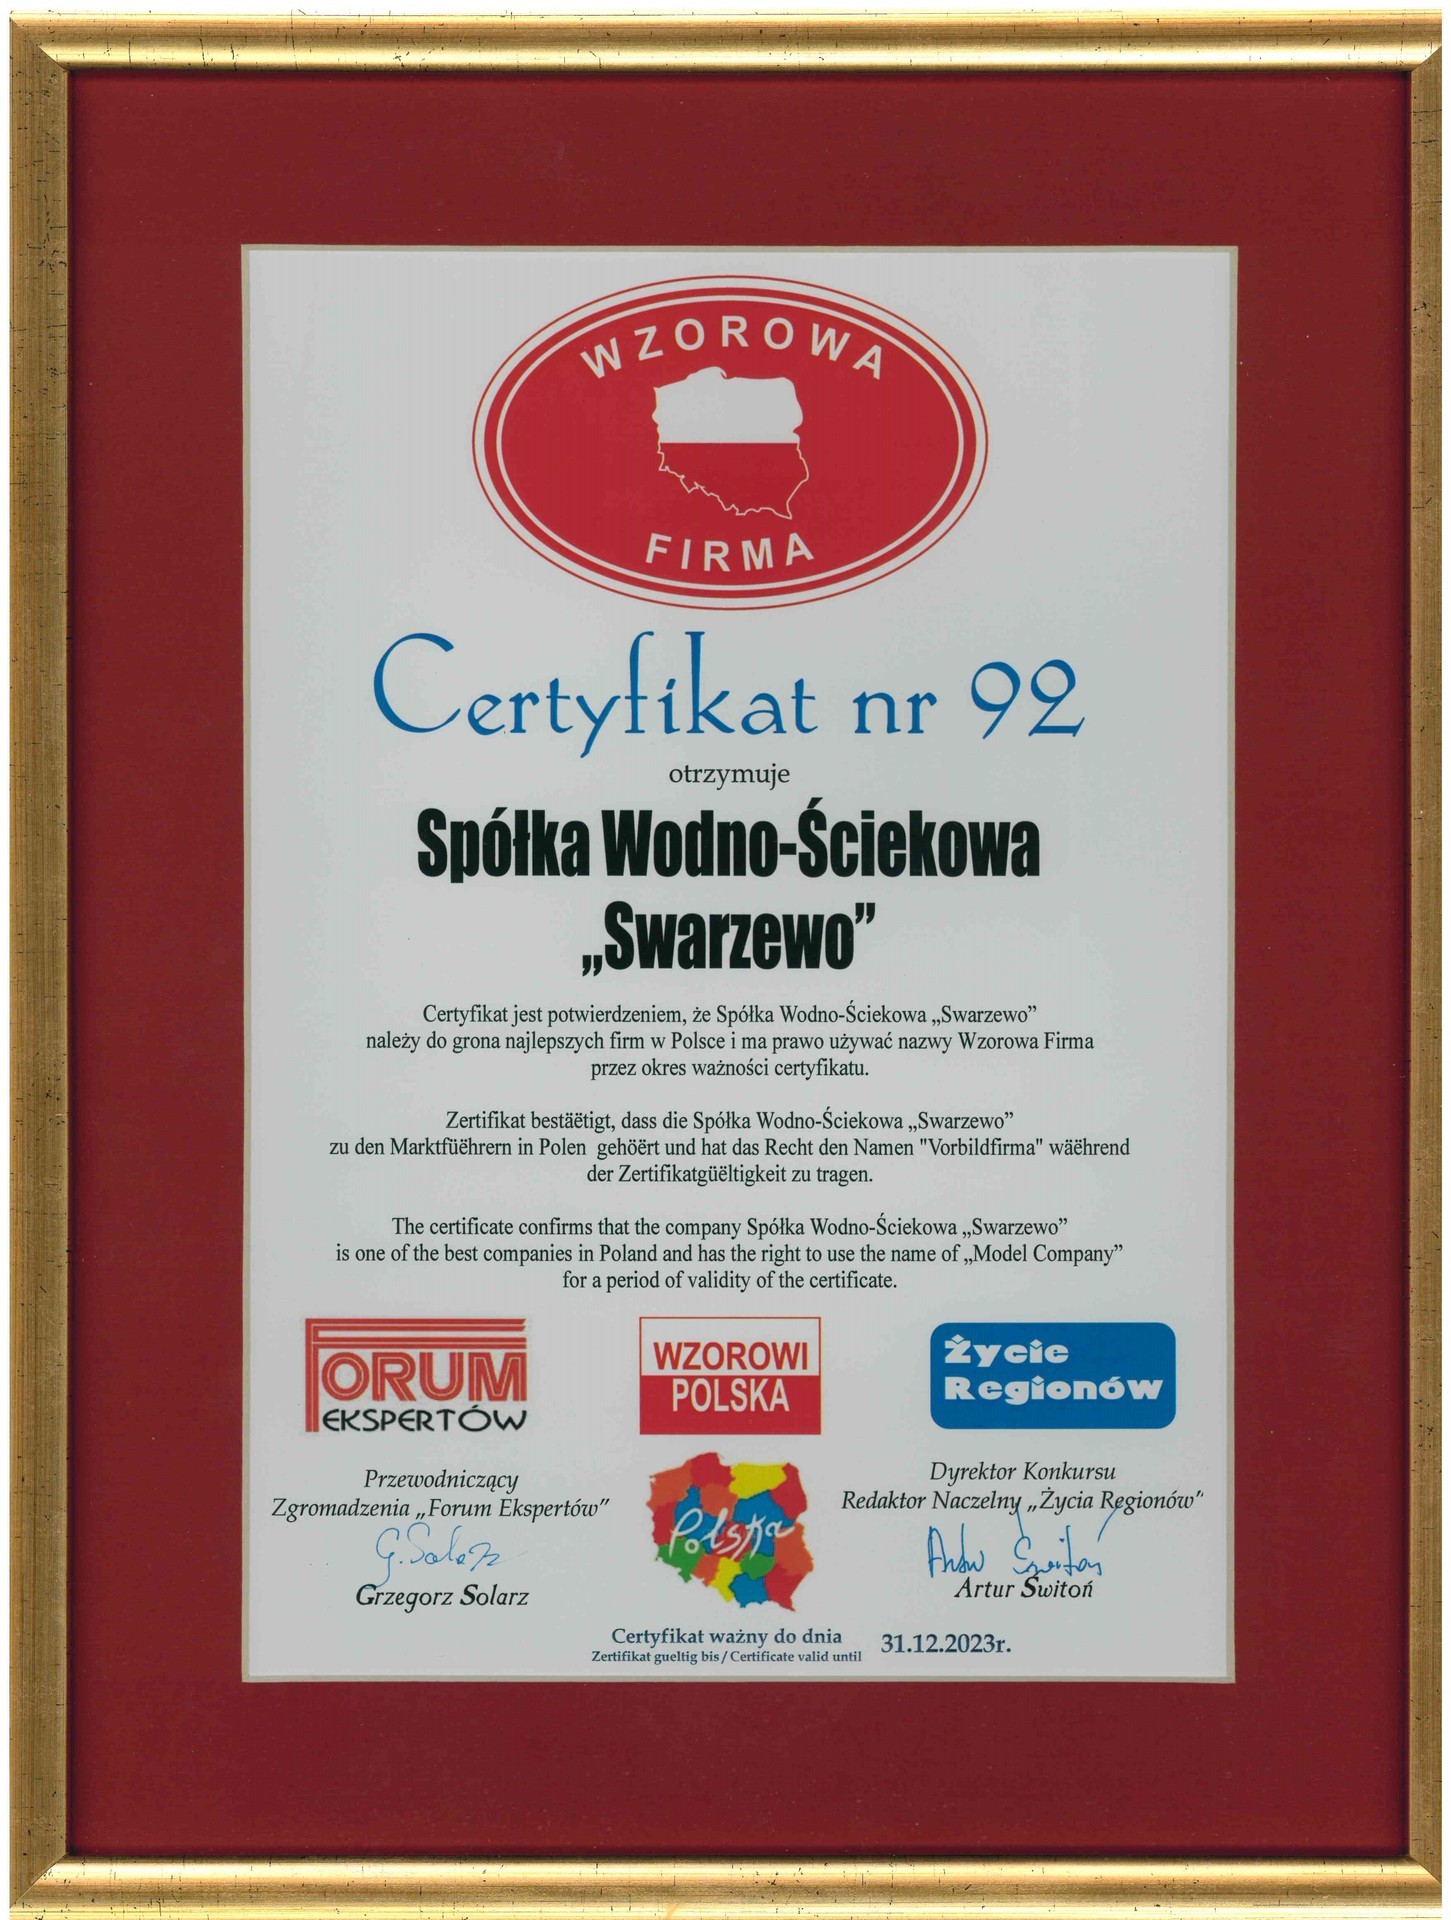 WZOROWA
FIRMA
Certyfikat nr 92
otrzymuje
Spółka Wodno-Ściekowa
„Swarzewo”
Certyfikat jest potwierdzeniem, że Spółka Wodno-Ściekowa „Swarzewo”
należy do grona najlepszych firm w Polsce i ma prawo używać nazwy Wzorowa Firma
przez okres ważności certyfikatu.
Zertifikat bestäëtigt, dass die Spółka Wodno-Ściekowa „Swarzewo”
zu den Marktfüëhrern in Polen gehöërt und hat das Recht den Namen "Vorbildfirma" wäëhrend
der Zertifikatgüëltigkeit zu tragen.
The certificate confirms that the company Spółka Wodno-Ściekowa „Swarzewo”
is one of the best companies in Poland and has the right to use the name of „Model Company”
for a period of validity of the certificate.
FORUM
EKSPERTÓW
WZOROWI
POLSKA
Życie
Regionów
Przewodniczący
Zgromadzenia „Forum Ekspertów”
G. Solarz
Grzegorz Solarz
Polska
Dyrektor Konkursu
Redaktor Naczelny „Życia Regionów”
Artur Świtoń
Artur Świtoń
Certyfikat ważny do dnia 31.12.2023r.
Zertifikat gueltig bis / Certificate valid until